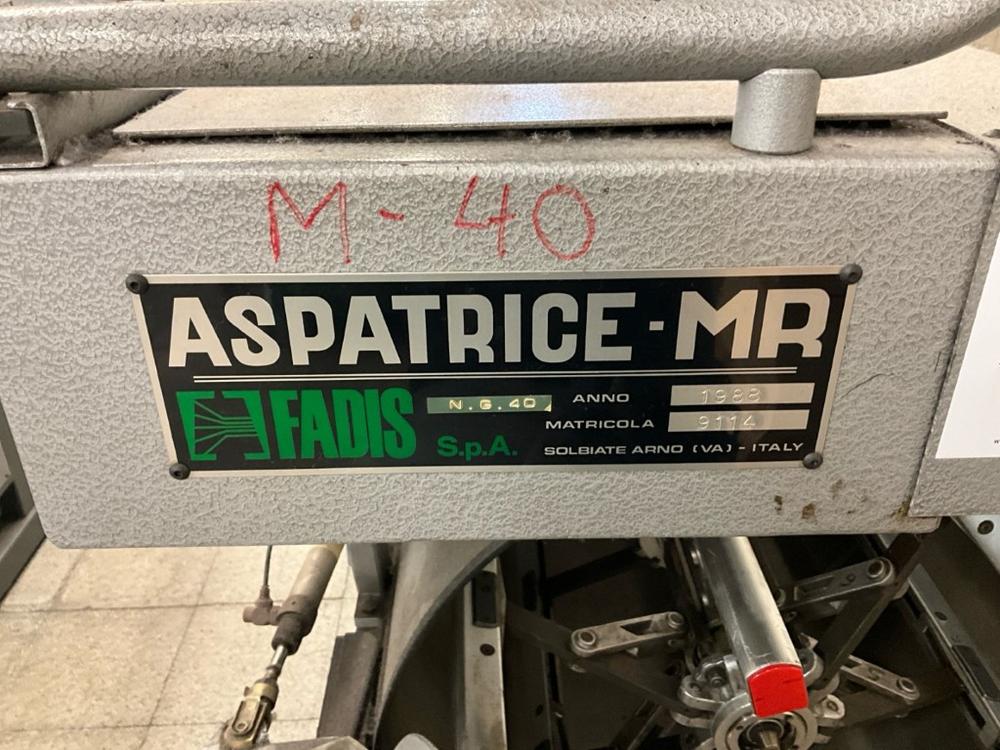 M-40
ASPATRICE-MR
FADIS S.p.A.
N.G.40
ANNO 1988
MATRICOLA 9114
SOLBIATE ARNO (VA) - ITALY